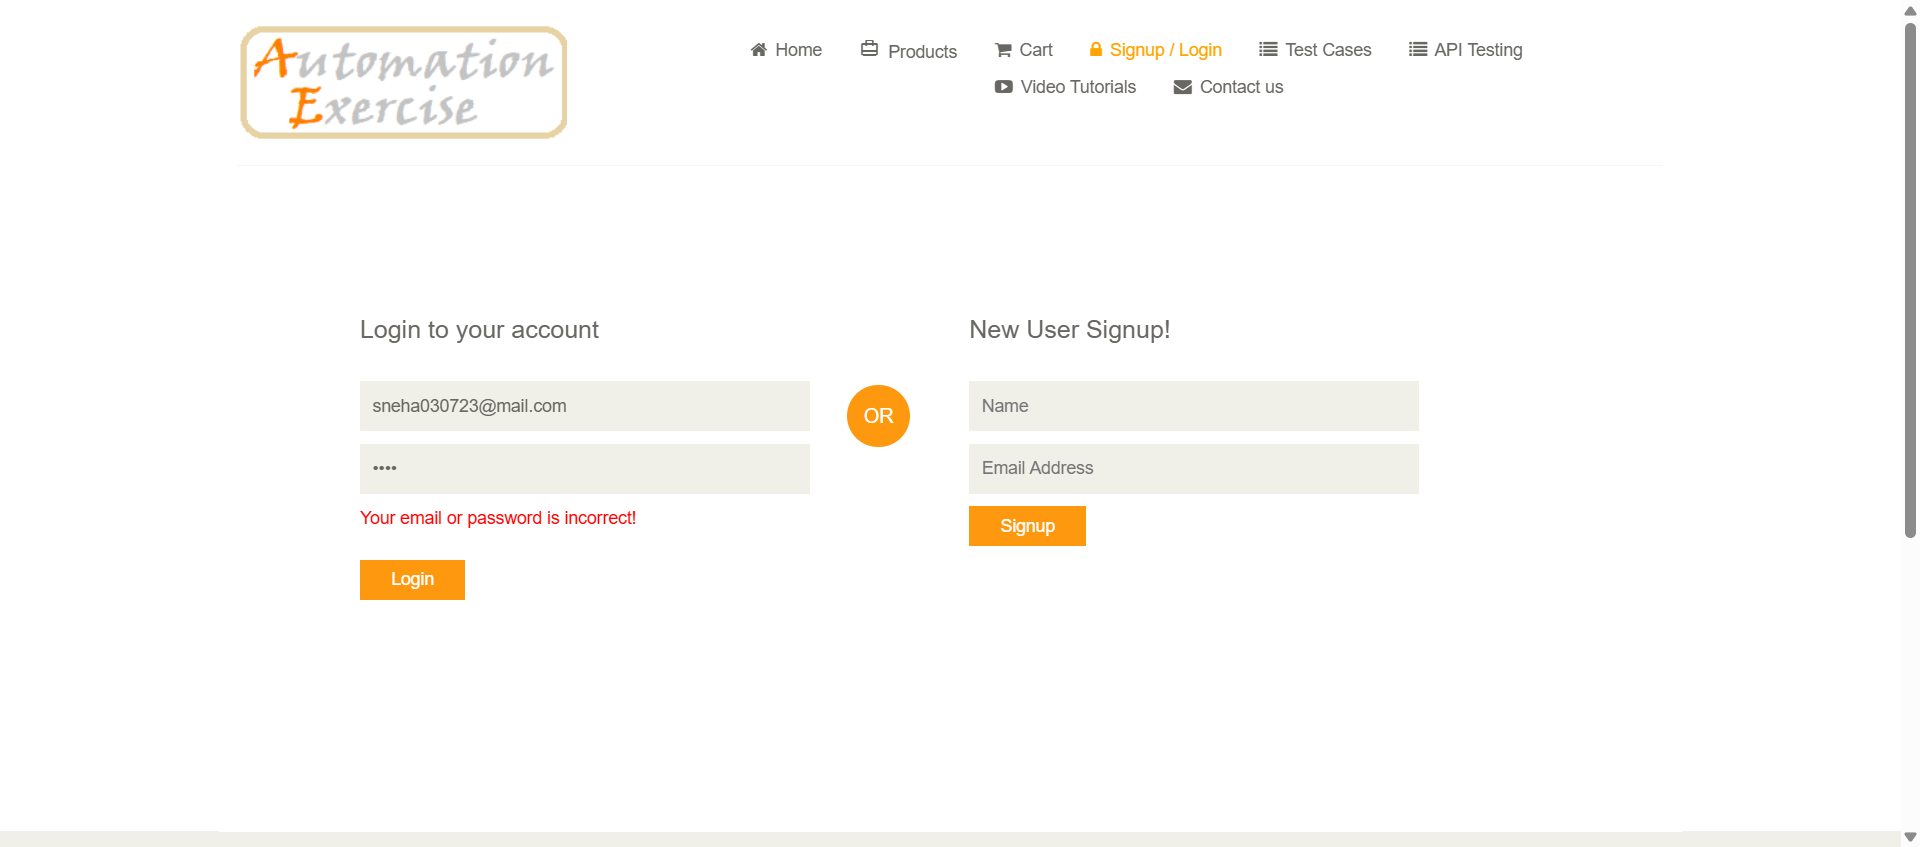 Automation
Exercise
Home
Products
Cart
Signup / Login
Test Cases
API Testing
Video Tutorials
Contact us
Login to your account
sneha030723@mail.com
••••
Your email or password is incorrect!
Login
OR
New User Signup!
Name
Email Address
Signup